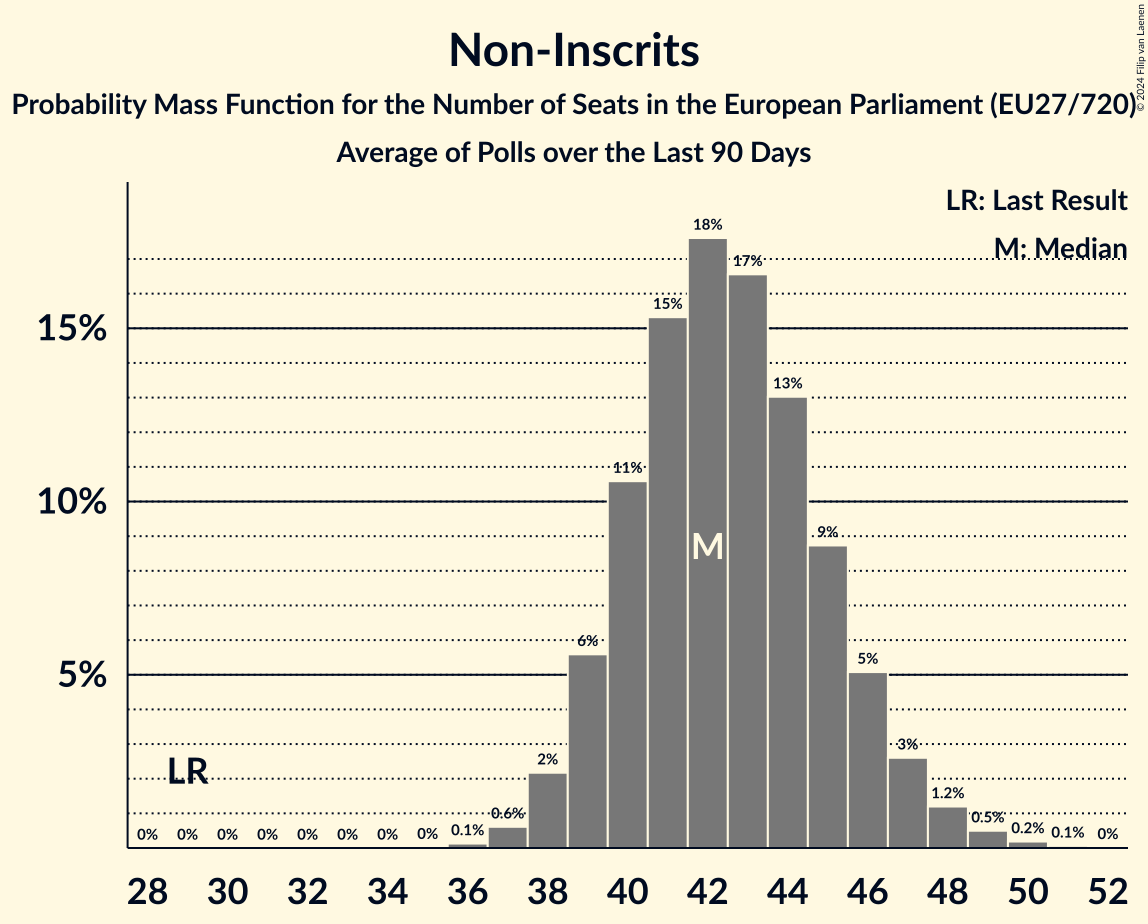 Non-Inscrits
Probability Mass Function for the Number of Seats in the European Parliament (EU27/720)
Average of Polls over the Last 90 Days
© 2024 Filip van Laenen
LR: Last Result
M: Median
15%
10%
5%
0% 0% 0% 0% 0% 0% 0% 0% 0.1% 0.6% 2% 6% 11% 15% 18% 17% 13% 9% 5% 3% 1.2% 0.5% 0.2% 0.1% 0%
LR
M
28 30 32 34 36 38 40 42 44 46 48 50 52